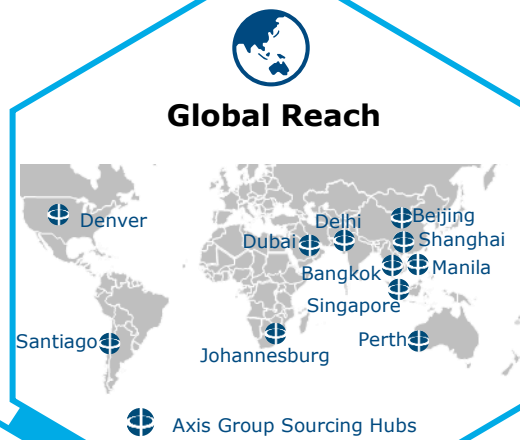 Global Reach
Denver
Beijing
Delhi
Shanghai
Dubai
Manila
Bangkok
Singapore
Santiago
Perth
Johannesburg
Axis Group Sourcing Hubs